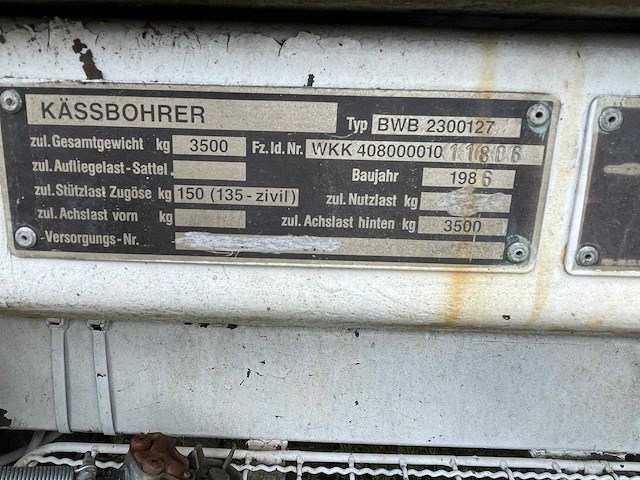 KÄSSBOHRER
Typ BWB 2300127
zul. Gesamtgewicht kg 3500 Fz. Id. Nr. WKK 40800001011806
zul. Aufliegelast - Sattel Baujahr 1986
zul. Stützlast Zugöse kg 150 (135 - zivil) zul. Nutzlast kg
zul. Achslast vorn kg zul. Achslast hinten kg 3500
Versorgungs - Nr.